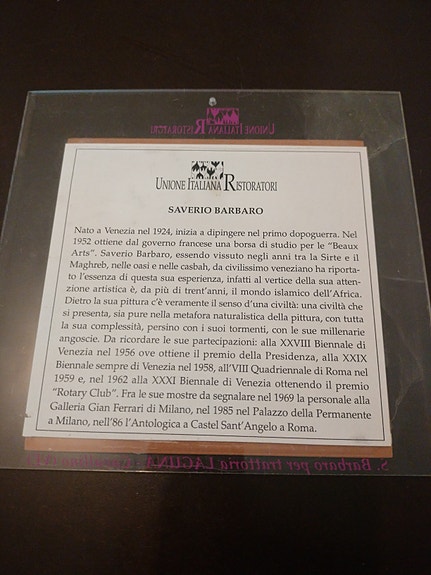 UNIONE ITALIANA RISTORATORI
UNIONE ITALIANA RISTORATORI
SAVERIO BARBARO
Nato a Venezia nel 1924, inizia a dipingere nel primo dopoguerra. Nel
1952 ottiene dal governo francese una borsa di studio per le “Beaux
Arts”. Saverio Barbaro, essendo vissuto negli anni tra la Sirte e il
Maghreb, nelle oasi e nelle casbah, da civilissimo veneziano ha riporta-
to l'essenza di questa sua esperienza, infatti al vertice della sua atten-
zione artistica è, da più di trent'anni, il mondo islamico dell'Africa.
Dietro la sua pittura c'è veramente il senso d'una civiltà: una civiltà che
si presenta, sia pure nella metafora naturalistica della pittura, con tutta
la sua complessità, persino con i suoi tormenti, con le sue millenarie
angoscie. Da ricordare le sue partecipazioni: alla XXVIII Biennale di
Venezia nel 1956 ove ottiene il premio della Presidenza, alla XXIX
Biennale sempre di Venezia nel 1958, all'VIII Quadriennale di Roma nel
1959 e, nel 1962 alla XXXI Biennale di Venezia ottenendo il premio
“Rotary Club”. Fra le sue mostre da segnalare nel 1969 la personale alla
Galleria Gian Ferrari di Milano, nel 1985 nel Palazzo della Permanente
a Milano, nell'86 l'Antologica a Castel Sant'Angelo a Roma.
S. Barbaro per trattoria LAGUNA